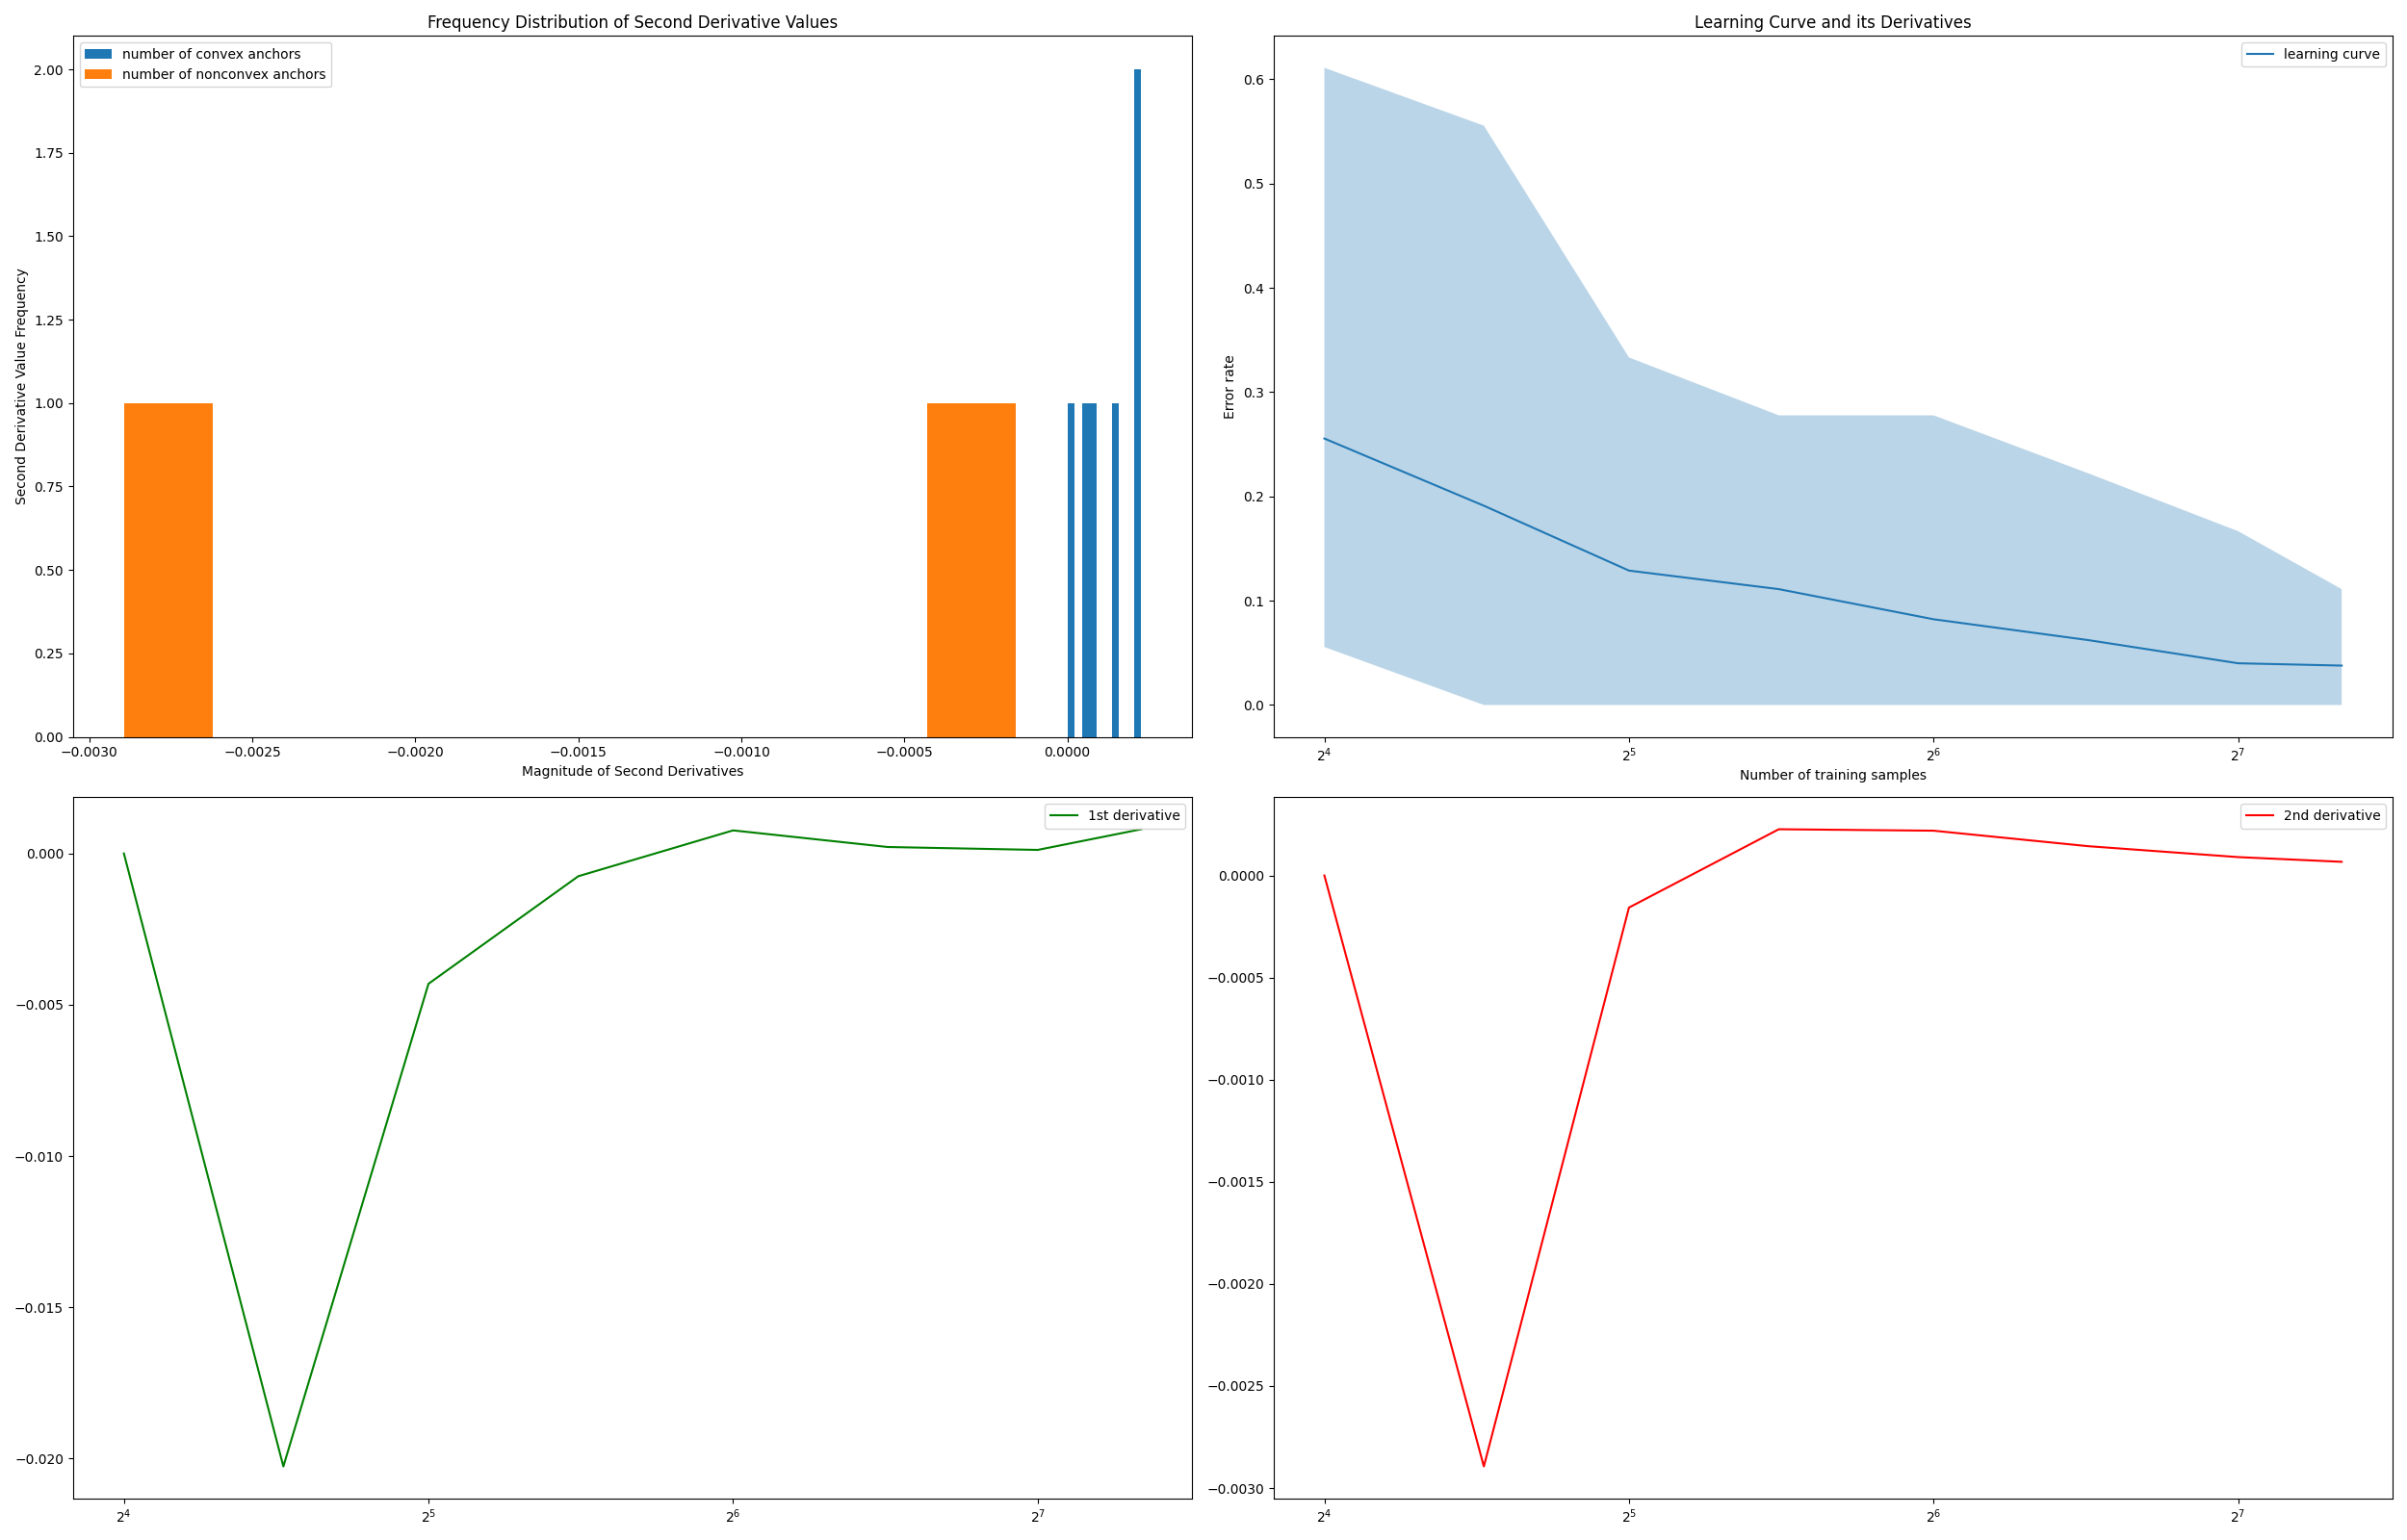 Frequency Distribution of Second Derivative Values
number of convex anchors
number of nonconvex anchors
2.00
1.75
1.50
1.25
1.00
0.75
0.50
0.25
0.00
Second Derivative Value Frequency
−0.0030 −0.0025 −0.0020 −0.0015 −0.0010 −0.0005 0.0000
Magnitude of Second Derivatives
Learning Curve and its Derivatives
learning curve
0.6
0.5
0.4
0.3
0.2
0.1
0.0
Error rate
2⁴ 2⁵ 2⁶ 2⁷
Number of training samples
1st derivative
0.000
−0.005
−0.010
−0.015
−0.020
2⁴ 2⁵ 2⁶ 2⁷
2nd derivative
0.0000
−0.0005
−0.0010
−0.0015
−0.0020
−0.0025
−0.0030
2⁴ 2⁵ 2⁶ 2⁷